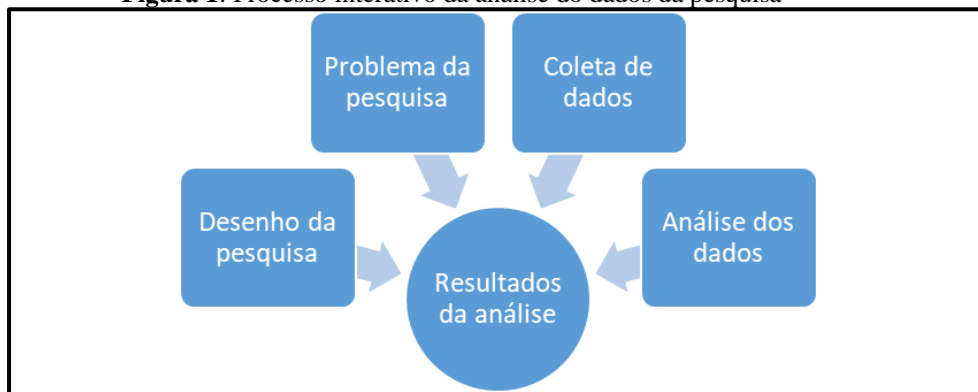 Figura 1: Processo interativo da análise do dados da pesquisa
Problema da
pesquisa
Coleta de
dados
Desenho da
pesquisa
Análise dos
dados
Resultados
da análise